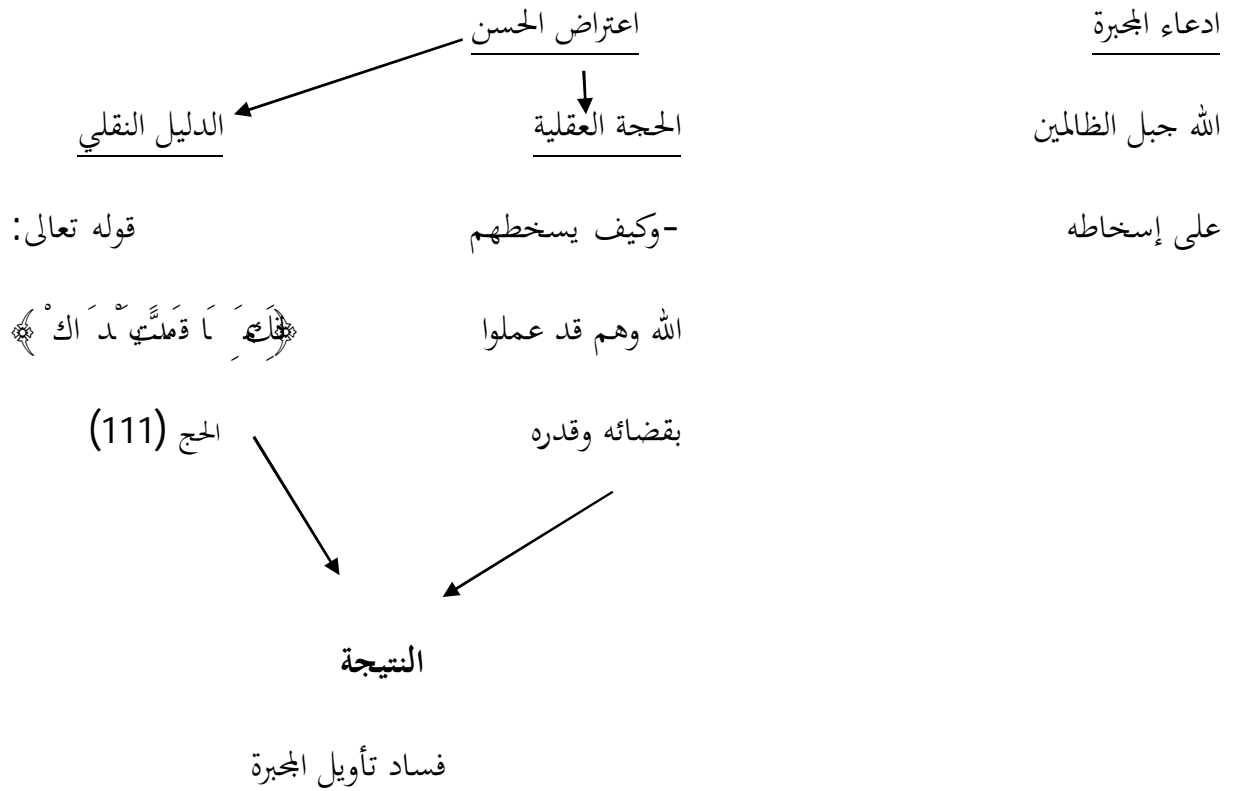 ادعاء المجبرة
اعتراض الحسن
الله جبل الظالمين
الحجة العقلية
الدليل النقلي
على إسخاطه
-وكيف يسخطهم
قوله تعالى:
الله وهم قد عملوا
بقضائه وقدره
الحج (111)
النتيجة
فساد تأويل المجبرة